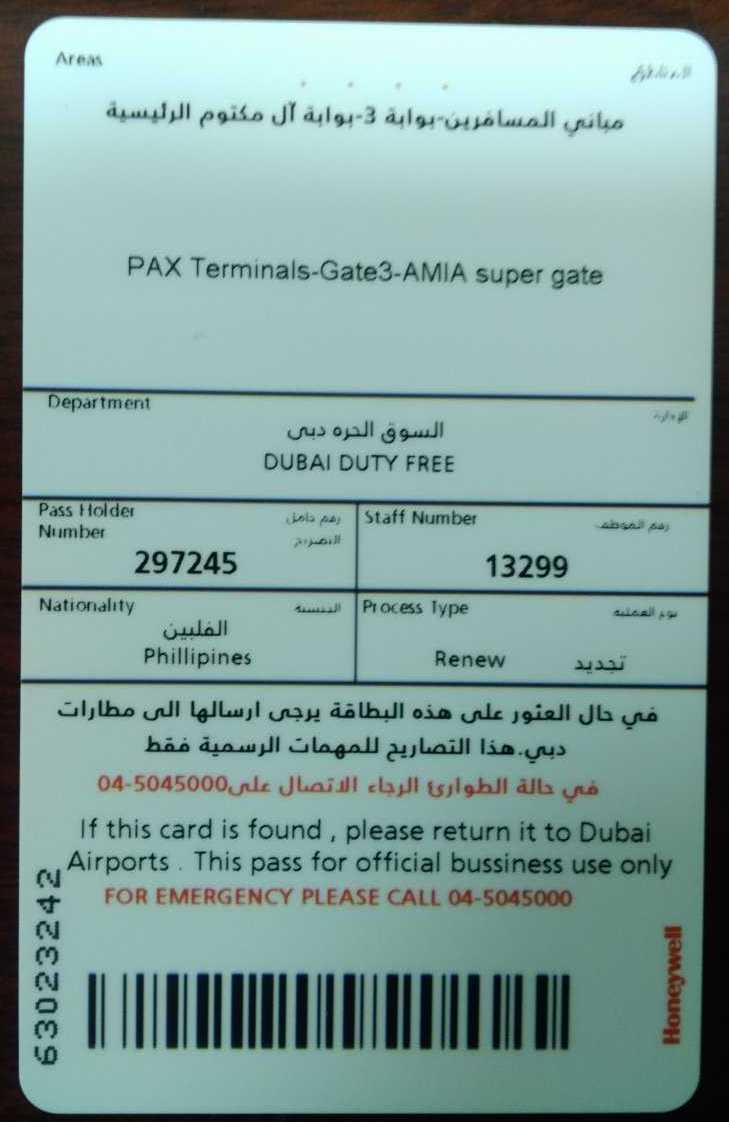 Areas
مباني المسافرين-بوابة 3-بوابة آل مكتوم الرئيسية
PAX Terminals-Gate3-AMIA super gate
Department
الإدارة
السوق الحره دبي
DUBAI DUTY FREE
Pass Holder
Number
رقم حامل
التصريح
297245
Staff Number
رقم الموظف
13299
Nationality
الجنسية
الفلبين
Phillipines
Process Type
نوع العملية
Renew تجديد
في حال العثور على هذه البطاقة يرجى ارسالها الى مطارات
دبي.هذا التصاريح للمهمات الرسمية فقط
في حالة الطوارئ الرجاء الاتصال على04-5045000
If this card is found , please return it to Dubai
Airports . This pass for official bussiness use only
FOR EMERGENCY PLEASE CALL 04-5045000
63023242
Honeywell